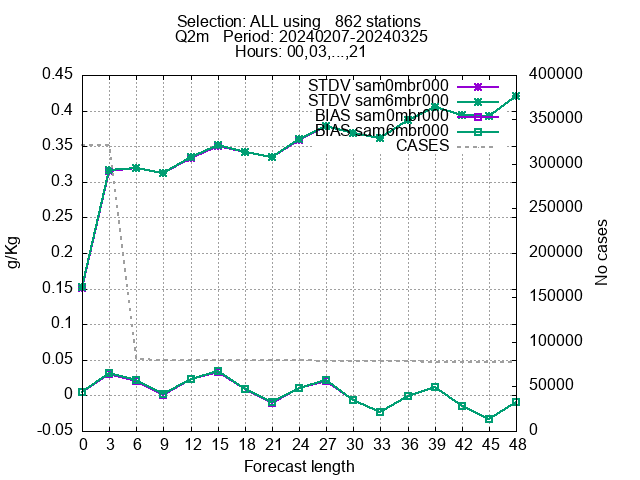 Selection: ALL using   862 stations
Q2m   Period: 20240207-20240325
Hours: 00,03,...,21
0.45
0.4
0.35
0.3
0.25
0.2
0.15
0.1
0.05
0
-0.05
400000
350000
300000
250000
200000
150000
100000
50000
0
STDV sam0mbr000
STDV sam6mbr000
BIAS sam0mbr000
BIAS sam6mbr000
CASES
g/Kg
No cases
0 3 6 9 12 15 18 21 24 27 30 33 36 39 42 45 48
Forecast length